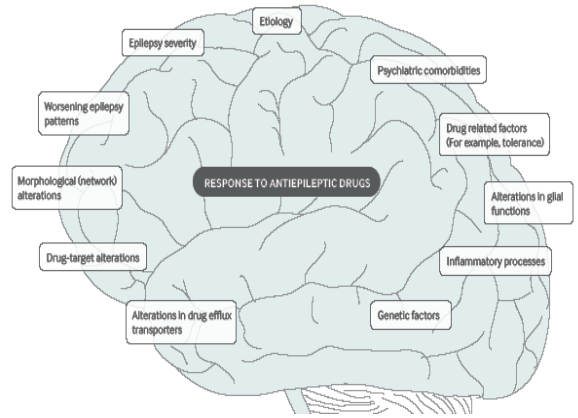 Etiology
Epilepsy severity
Psychiatric comorbidities
Worsening epilepsy
patterns
Drug related factors
(For example, tolerance)
RESPONSE TO ANTIEPILEPTIC DRUGS
Morphological (network)
alterations
Alterations in glial
functions
Drug-target alterations
Inflammatory processes
Alterations in drug efflux
transporters
Genetic factors